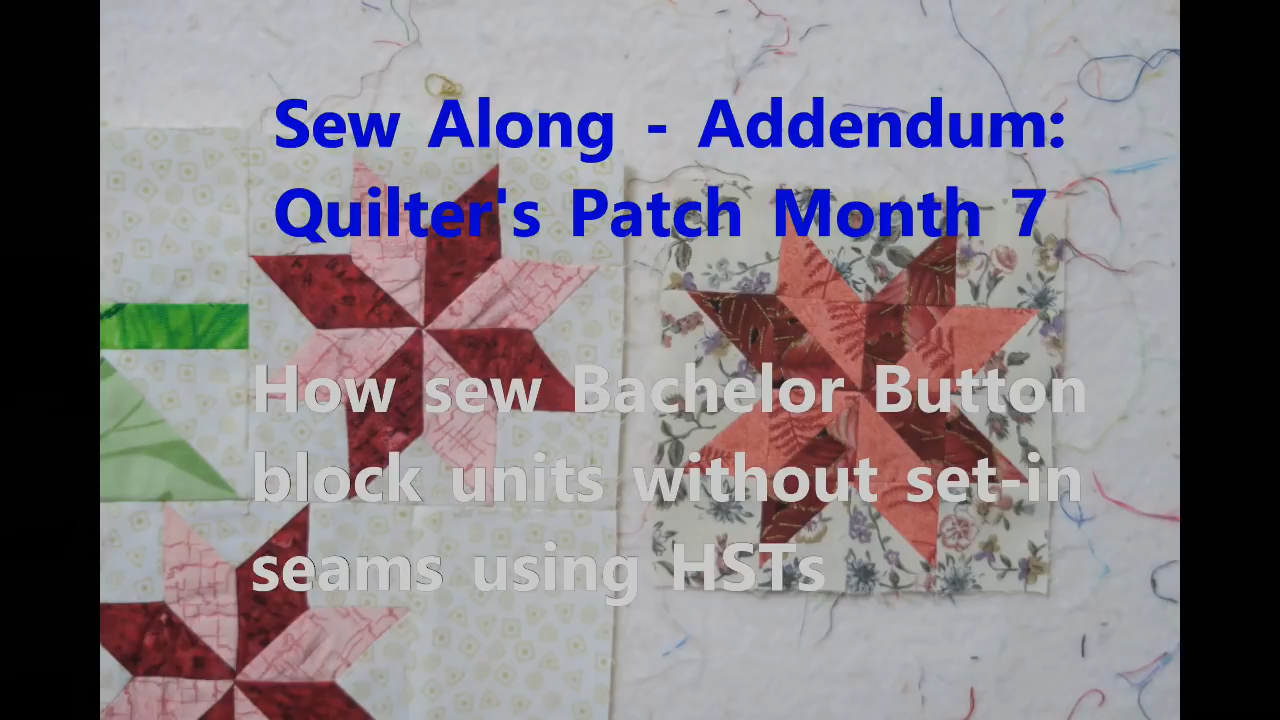 Sew Along - Addendum:
Quilter's Patch Month 7
How sew Bachelor Button
block units without set-in
seams using HSTs